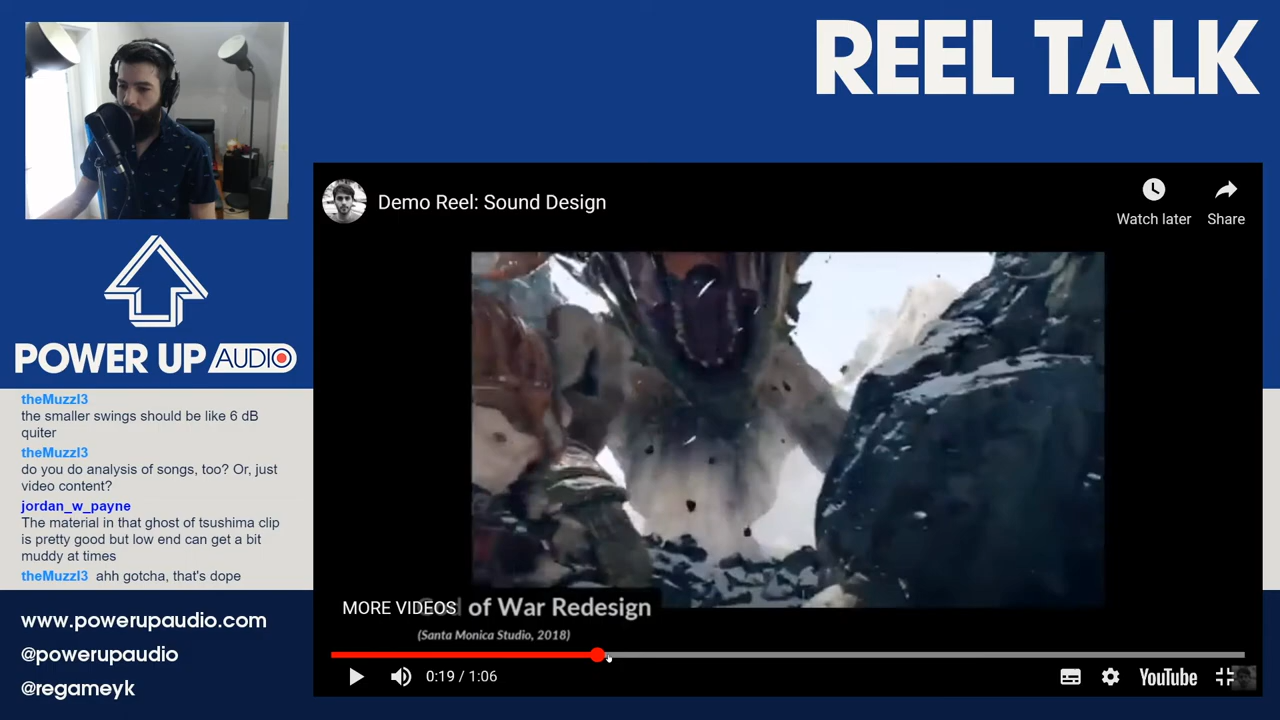 REEL TALK
Demo Reel: Sound Design
Watch later
Share
POWER UP AUDIO
theMuzzl3
the smaller swings should be like 6 dB
quiter
theMuzzl3
do you do analysis of songs, too? Or, just
video content?
jordan_w_payne
The material in that ghost of tsushima clip
is pretty good but low end can get a bit
muddy at times
theMuzzl3 ahh gotcha, that's dope
www.powerupaudio.com
@powerupaudio
@regameyk
MORE VIDEOS
of War Redesign
(Santa Monica Studio, 2018)
0:19 / 1:06
YouTube